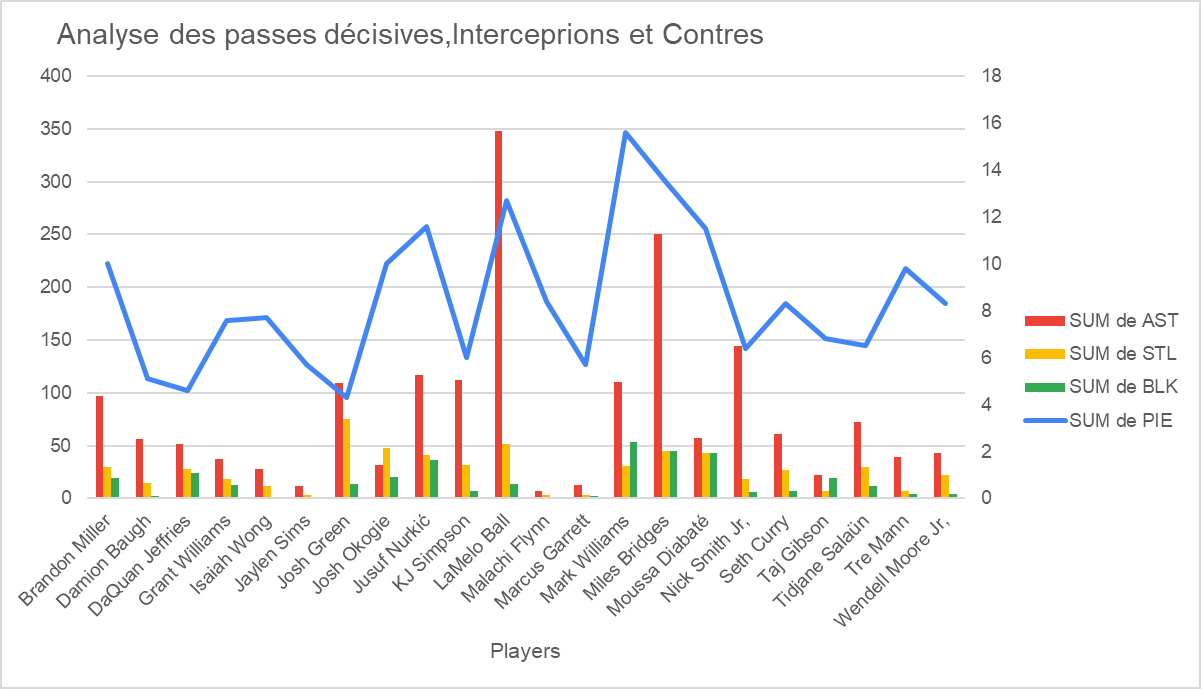 Analyse des passes décisives,Interceprions et Contres
400
350
300
250
200
150
100
50
0
18
16
14
12
10
8
6
4
2
0
SUM de AST
SUM de STL
SUM de BLK
SUM de PIE
Brandon Miller
Damion Baugh
DaQuan Jeffries
Grant Williams
Isaiah Wong
Jaylen Sims
Josh Green
Josh Okogie
Jusuf Nurkić
KJ Simpson
LaMelo Ball
Malachi Flynn
Marcus Garrett
Mark Williams
Miles Bridges
Moussa Diabaté
Nick Smith Jr,
Seth Curry
Taj Gibson
Tidjane Salaün
Tre Mann
Wendell Moore Jr,
Players